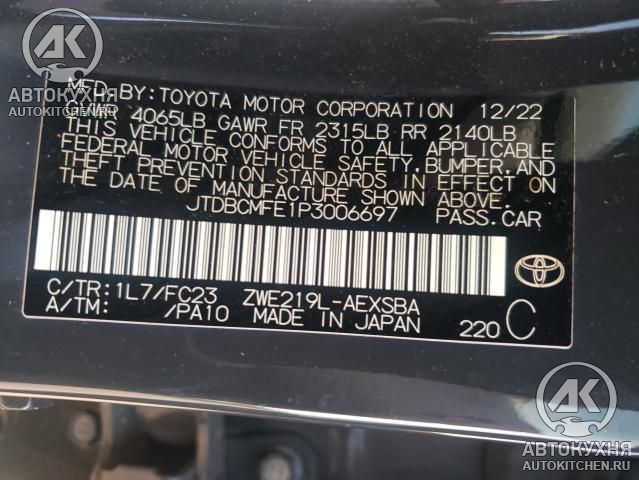 AK
АВТОКУХНЯ
AUTOKITCHEN.RU
MFD. BY: TOYOTA MOTOR CORPORATION 12/22
GVWR 4065LB GAWR FR 2315LB RR 2140LB
THIS VEHICLE CONFORMS TO ALL APPLICABLE
FEDERAL MOTOR VEHICLE SAFETY, BUMPER, AND
THEFT PREVENTION STANDARDS IN EFFECT ON
THE DATE OF MANUFACTURE SHOWN ABOVE.
JTDBCMFE1P3006697 PASS.CAR
C/TR: 1L7/FC23 ZWE219L-AEXSBA
A/TM: /PA10 MADE IN JAPAN 220 C
AK
АВТОКУХНЯ
AUTOKITCHEN.RU